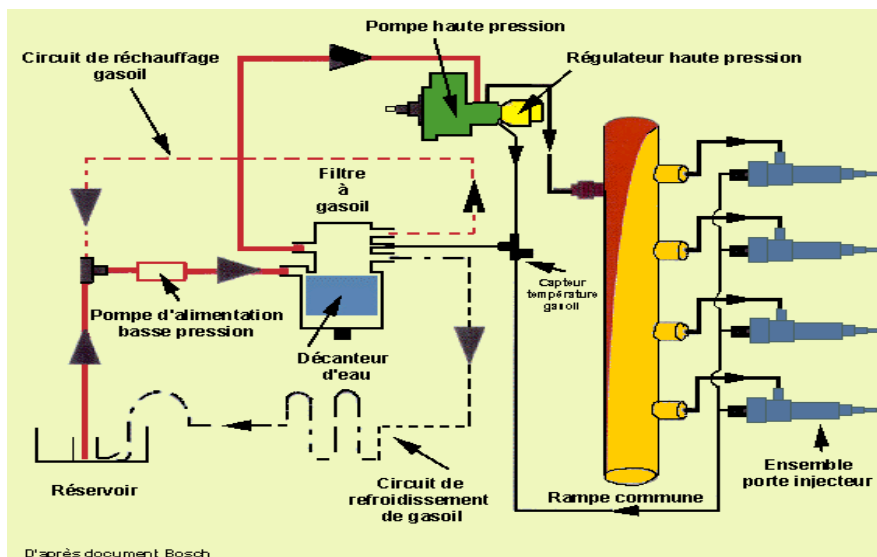 Pompe haute pression
Circuit de réchauffage
gasoil
Régulateur haute pression
Filtre
à
gasoil
Capteur
température
gasoil
Pompe d'alimentation
basse pression
Décanteur
d'eau
Réservoir
Circuit de
refroidissement
de gasoil
Rampe commune
Ensemble
porte injecteur
D'après document Bosch